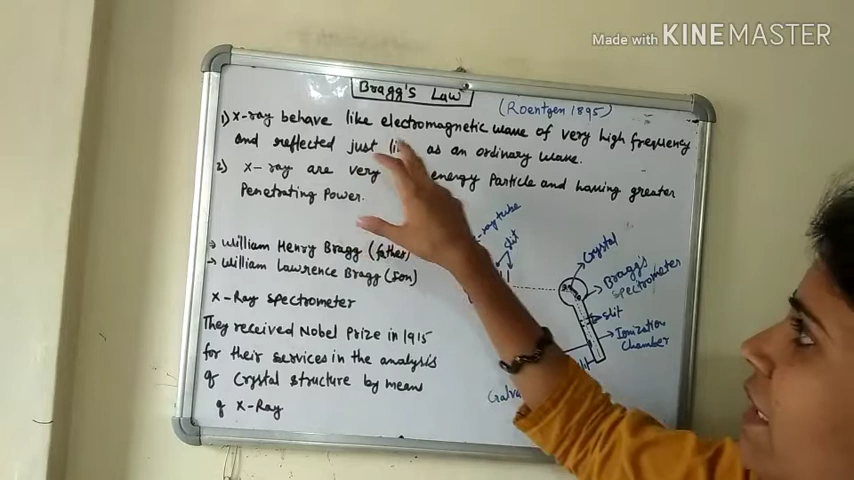 Made with KINEMASTER
Bragg's Law
(Roentgen 1895)
1) X-ray behave like electromagnetic wave of very high frequency
and reflected just as an ordinary wave.
2) X-ray are very energy Particle and having greater
Penetrating Power.
X-ray tube
slit
Crystal
Bragg's
spectrometer
slit
Ionization
Chamber
→ William Henry Bragg (father)
→ William Lawrence Bragg (son)
X-Ray spectrometer
They received Nobel Prize in 1915
for their services in the analysis
of Crystal structure by means
of X-Ray